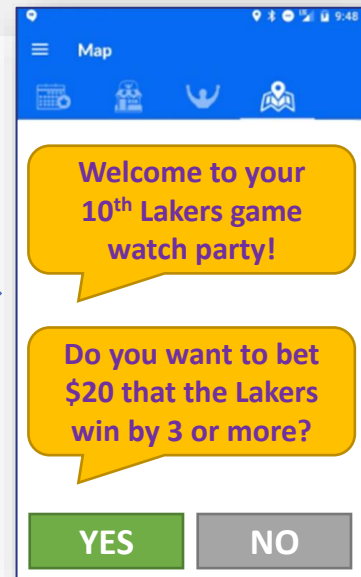 9:48
Map
Welcome to your
10th Lakers game
watch party!
Do you want to bet
$20 that the Lakers
win by 3 or more?
YES
NO